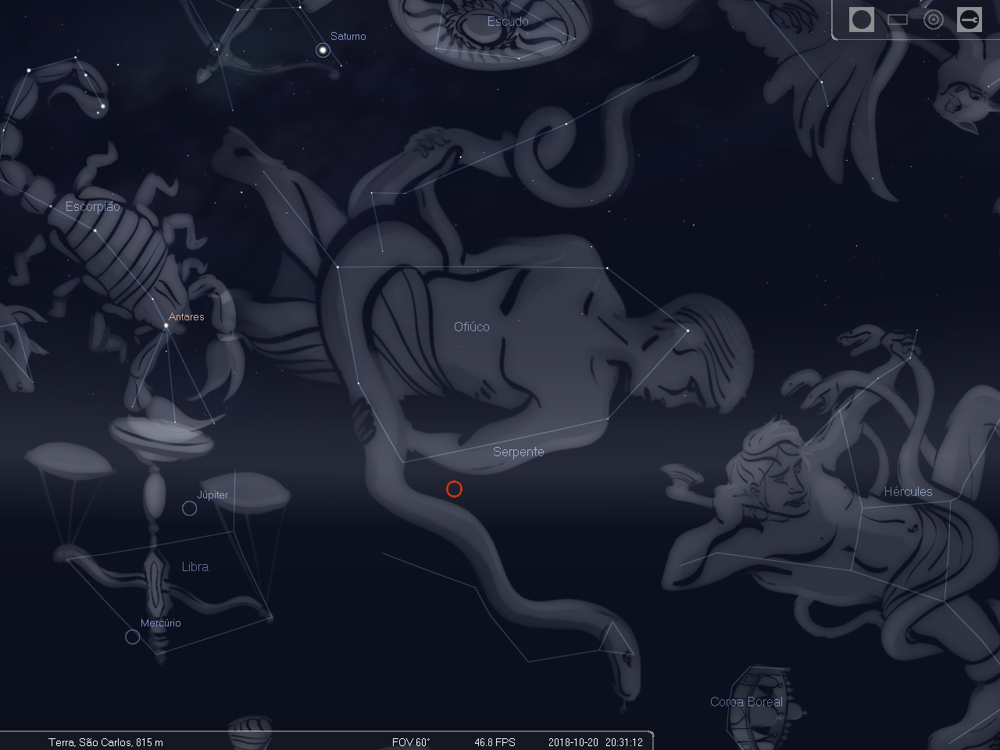 Escudo
Saturno
Escorpião
Antares
Ofiúco
Serpente
Júpiter
Hércules
Libra
Mercúrio
Coroa Boreal
Terra, São Carlos, 815 m FOV 60° 46.8 FPS 2018-10-20 20:31:12